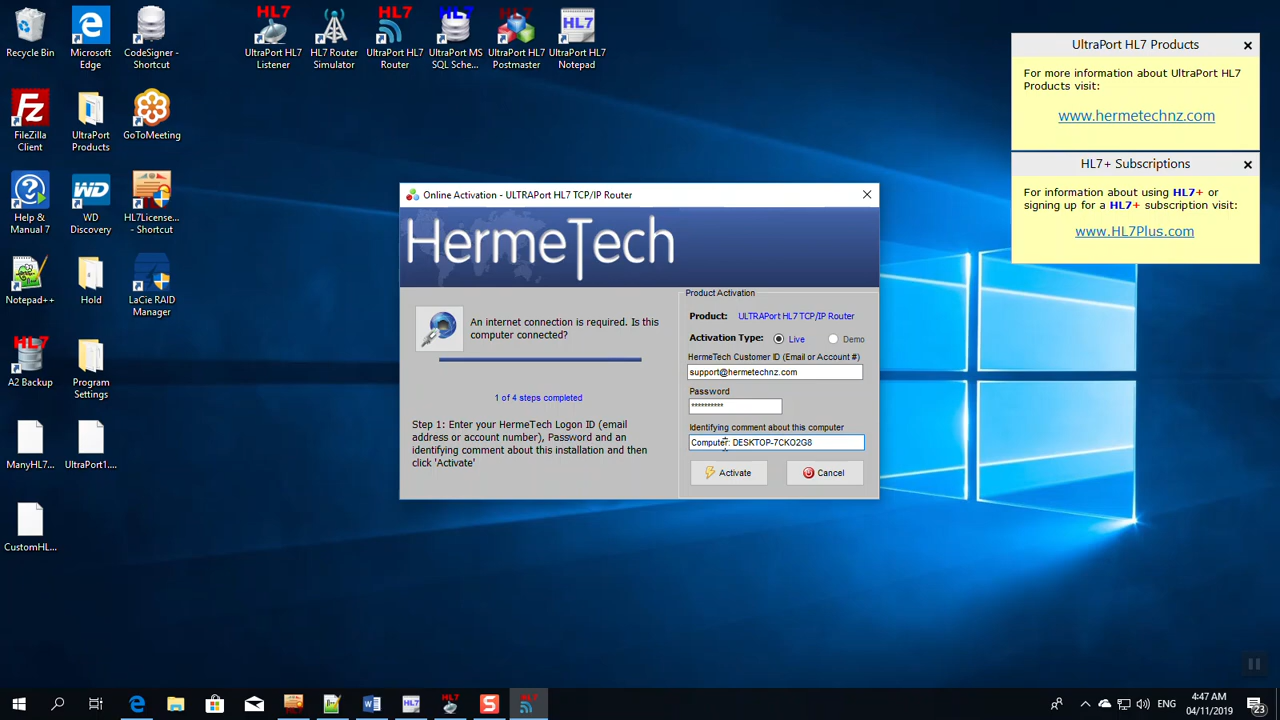 Recycle Bin
Microsoft
Edge
CodeSigner -
Shortcut
HL7
UltraPort HL7
Listener
HL7
HL7 Router
Simulator
HL7
UltraPort HL7
Router
HL7
UltraPort MS
SQL Sche...
HL7
UltraPort HL7
Postmaster
HL7
UltraPort HL7
Notepad
Fz
FileZilla
Client
UltraPort
Products
GoToMeeting
Help &
Manual 7
WD
WD
Discovery
HL7License...
- Shortcut
Notepad++
Hold
LaCie RAID
Manager
HL7
A2 Backup
Program
Settings
ManyHL7...
UltraPort1....
CustomHL...
UltraPort HL7 Products
For more information about UltraPort HL7
Products visit:
www.hermetechnz.com
HL7+ Subscriptions
For information about using HL7+ or
signing up for a HL7+ subscription visit:
www.HL7Plus.com
Online Activation - ULTRAPort HL7 TCP/IP Router
HermeTech
An internet connection is required. Is this
computer connected?
1 of 4 steps completed
Step 1: Enter your HermeTech Logon ID (email
address or account number), Password and an
identifying comment about this installation and then
click 'Activate'
Product Activation
Product: ULTRAPort HL7 TCP/IP Router
Activation Type: Live Demo
HermeTech Customer ID (Email or Account #)
support@hermetechnz.com
Password
**********
Identifying comment about this computer
Computer: DESKTOP-7CKO2G8
Activate
Cancel
HL7
HL7
S
HL7
ENG
4:47 AM
04/11/2019
23